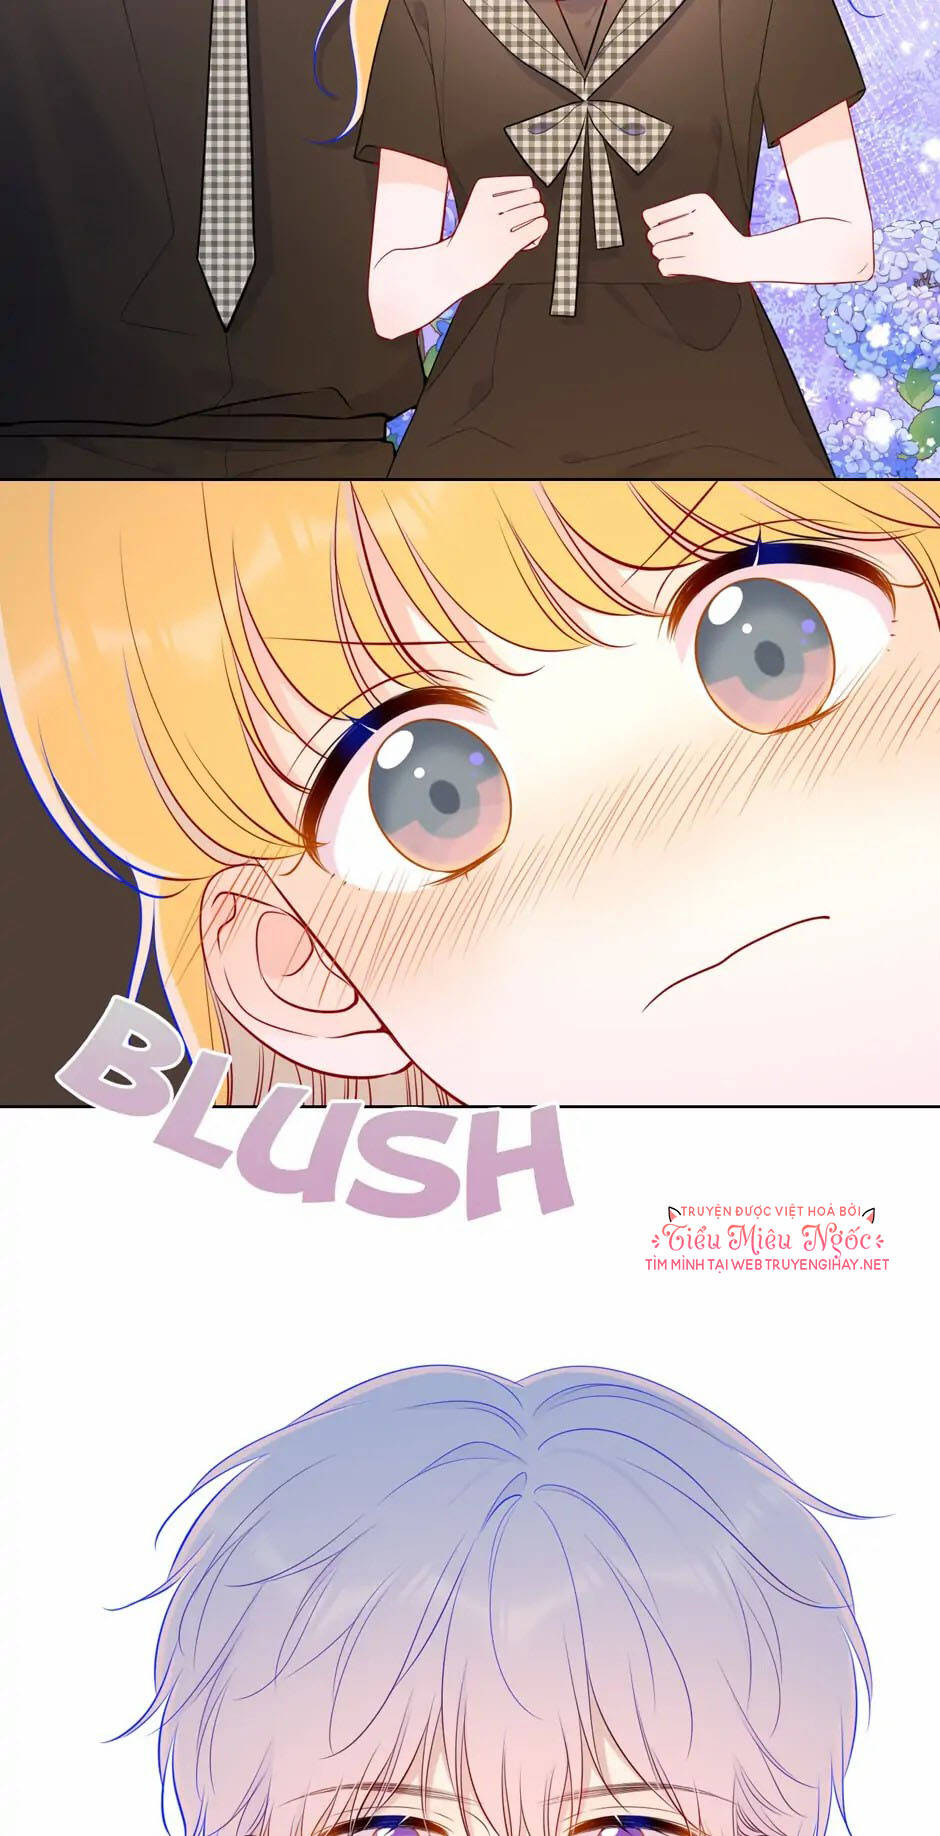 BLUSH
TRUYỆN ĐƯỢC VIỆT HOÁ BỞI
Tiểu Miêu Ngốc
TÌM MÌNH TẠI WEB TRUYENGIHAY.NET